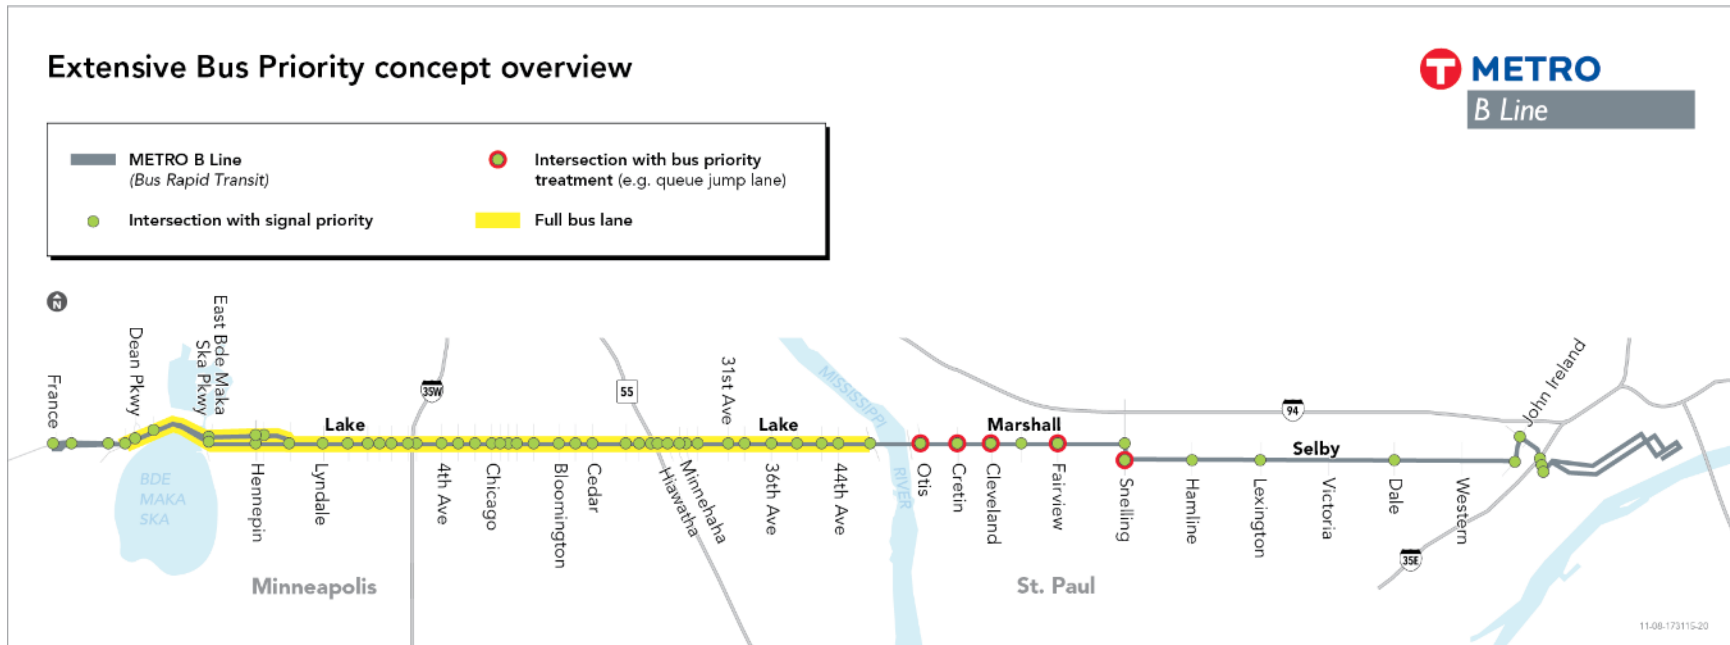 Extensive Bus Priority concept overview
T METRO
B Line
METRO B Line
(Bus Rapid Transit)
Intersection with signal priority
Intersection with bus priority
treatment (e.g. queue jump lane)
Full bus lane
N
France
Dean Pkwy
East Bde Maka
Ska Pkwy
Lake
35W
55
31st Ave
Lake
MISSISSIPPI
RIVER
Marshall
94
Selby
John Ireland
BDE
MAKA
SKA
Hennepin
Lyndale
4th Ave
Chicago
Bloomington
Cedar
Hiawatha
Minnehaha
36th Ave
44th Ave
Otis
Cretin
Cleveland
Fairview
Snelling
Hamline
Lexington
Victoria
Dale
Western
35E
Minneapolis
St. Paul
11-08-173115-20